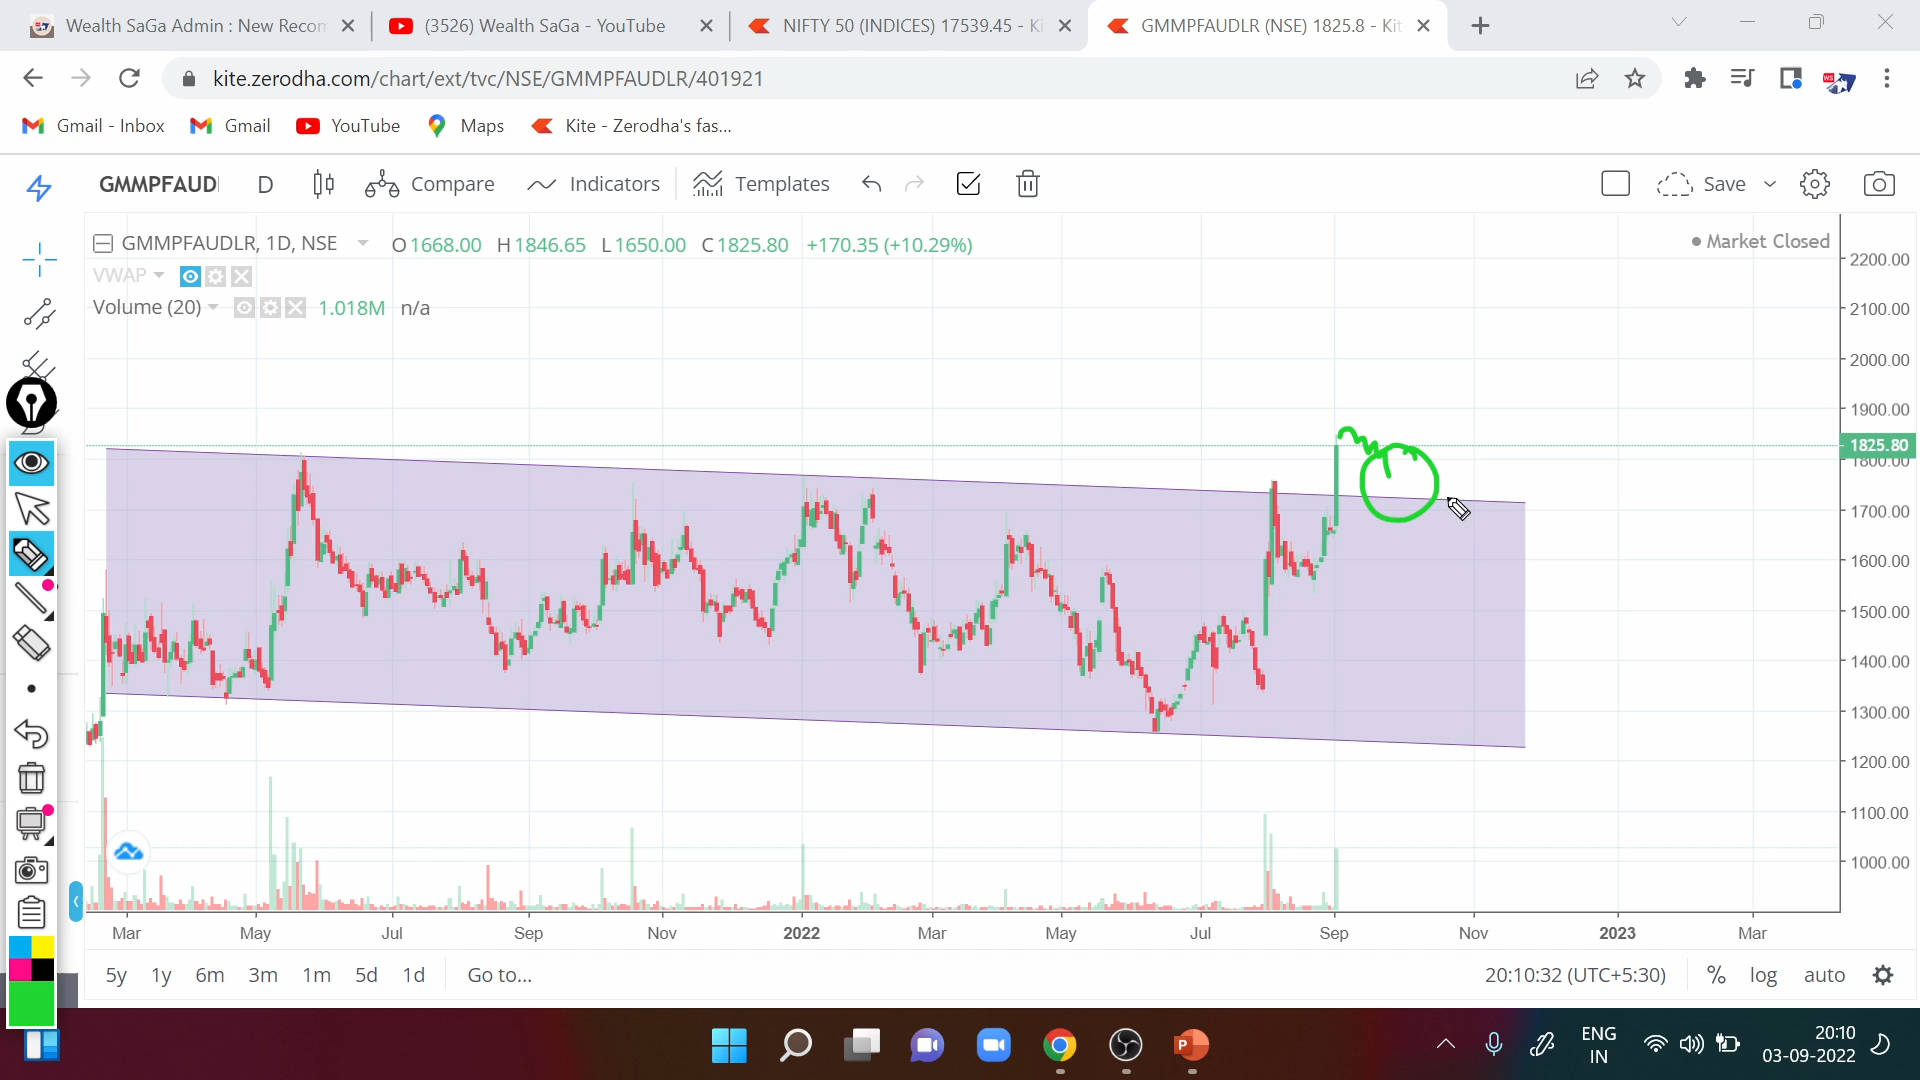 Wealth SaGa Admin : New Recon
(3526) Wealth SaGa - YouTube
NIFTY 50 (INDICES) 17539.45 - Ki
GMMPFAUDLR (NSE) 1825.8 - Kit
kite.zerodha.com/chart/ext/tvc/NSE/GMMPFAUDLR/401921
Gmail - Inbox
Gmail
YouTube
Maps
Kite - Zerodha's fas...
GMMPFAUD
D
Compare
Indicators
Templates
Save
GMMPFAUDLR, 1D, NSE
O1668.00 H1846.65 L1650.00 C1825.80 +170.35 (+10.29%)
Market Closed
VWAP
Volume (20)
1.018M n/a
2200.00
2100.00
2000.00
1900.00
1825.80
1800.00
1700.00
1600.00
1500.00
1400.00
1300.00
1200.00
1100.00
1000.00
Mar May Jul Sep Nov 2022 Mar May Jul Sep Nov 2023 Mar
5y 1y 6m 3m 1m 5d 1d Go to...
20:10:32 (UTC+5:30) % log auto
ENG
IN
20:10
03-09-2022